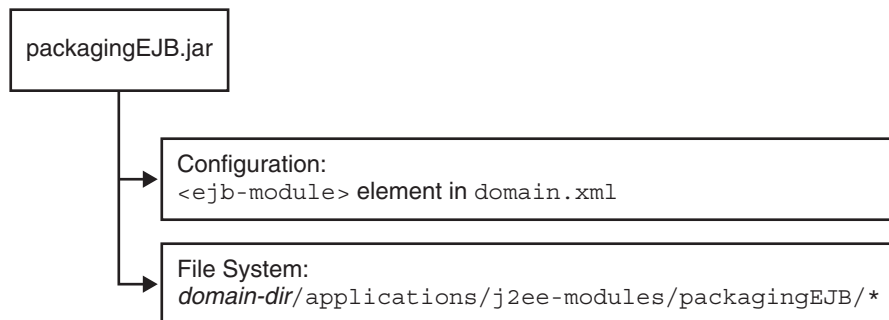 packagingEJB.jar
Configuration:
<ejb-module> element in domain.xml
File System:
domain-dir/applications/j2ee-modules/packagingEJB/*